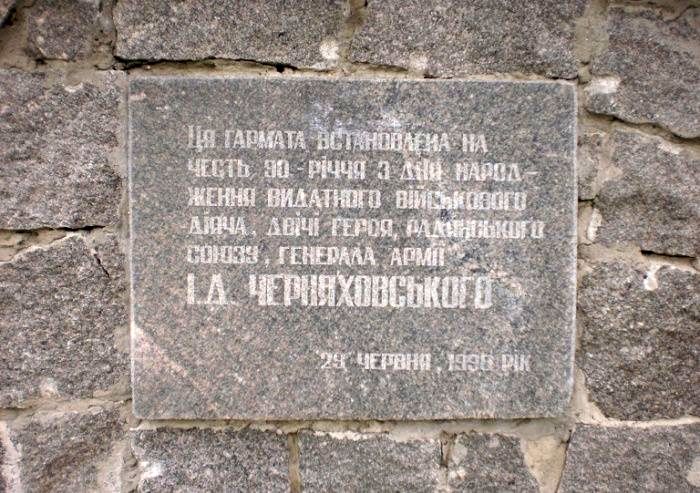 ЦЯ ГАРМАТА ВСТАНОВЛЕНА НА
ЧЕСТЬ 90-РІЧЧЯ З ДНЯ НАРОД-
ЖЕННЯ ВИДАТНОГО ВІЙСЬКОВОГО
ДІЯЧА, ДВІЧІ ГЕРОЯ, РАДЯНСЬКОГО
СОЮЗУ, ГЕНЕРАЛА АРМІЇ
І.Д. ЧЕРНЯХОВСЬКОГО
29 ЧЕРВНЯ, 1996 РІК